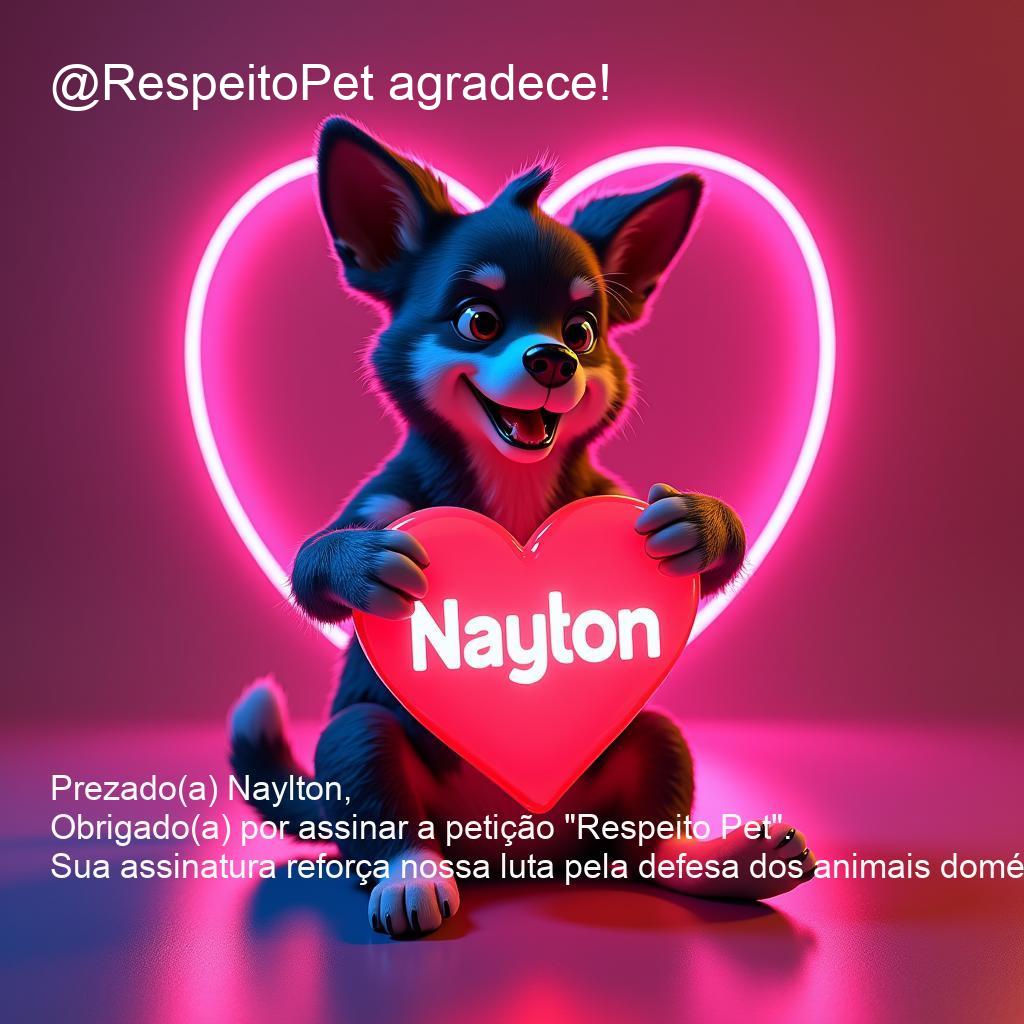 @RespeitoPet agradece!
Nayton
Prezado(a) Naylton,
Obrigado(a) por assinar a petição "Respeito Pet".
Sua assinatura reforça nossa luta pela defesa dos animais domé